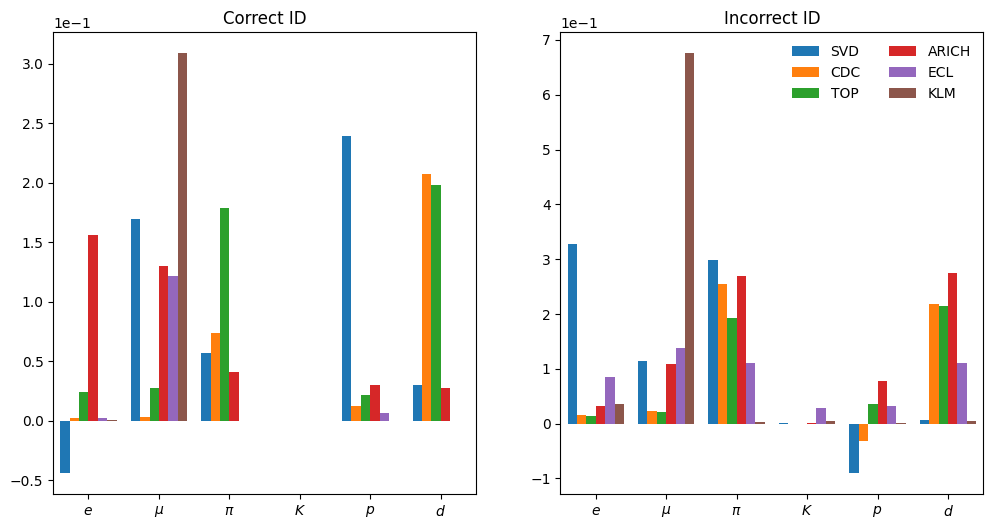 Correct ID
1e−1
3.0
2.5
2.0
1.5
1.0
0.5
0.0
−0.5
e
μ
π
K
p
d
Incorrect ID
1e−1
7
6
5
4
3
2
1
0
−1
SVD
CDC
TOP
ARICH
ECL
KLM
e
μ
π
K
p
d